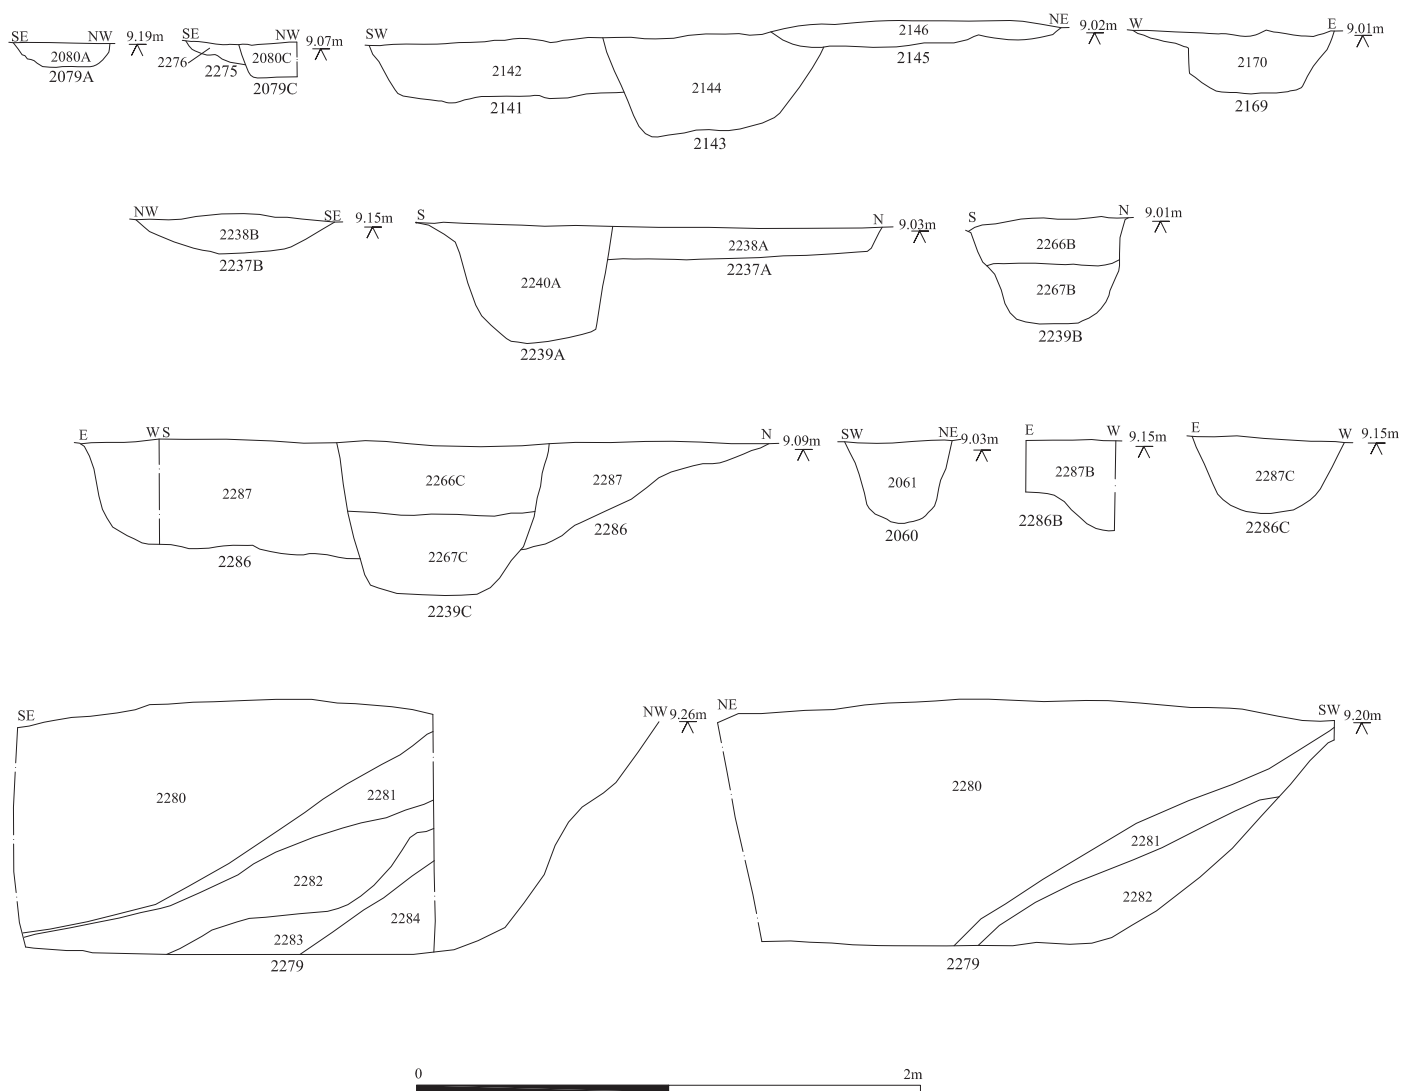 SE NW 9.19m
2080A
2079A
SE NW 9.07m
2276 2080C
2275
2079C
SW NE 9.02m
2146
2142 2145
2144
2141
2143
W E 9.01m
2170
2169
NW SE 9.15m
2238B
2237B
S N 9.03m
2238A
2240A 2237A
2239A
S N 9.01m
2266B
2267B
2239B
E W S N 9.09m
2287 2266C 2287
2286 2267C 2286
2239C
SW NE 9.03m
2061
2060
E W 9.15m
2287B
2286B
E W 9.15m
2287C
2286C
SE NW 9.26m
2280 2281
2282
2284
2283
2279
NE SW 9.20m
2280
2281
2282
2279
0 2m